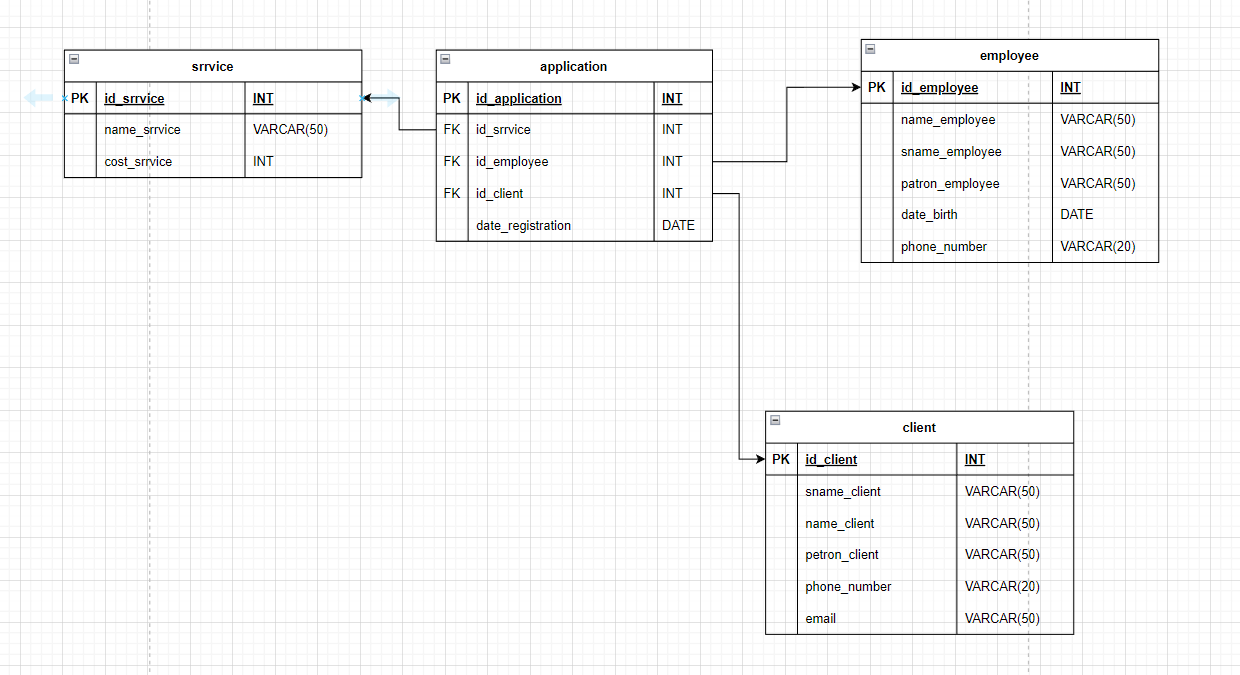 srrvice
PK id_srrvice INT
name_srrvice VARCAR(50)
cost_srrvice INT
application
PK id_application INT
FK id_srrvice INT
FK id_employee INT
FK id_client INT
date_registration DATE
employee
PK id_employee INT
name_employee VARCAR(50)
sname_employee VARCAR(50)
patron_employee VARCAR(50)
date_birth DATE
phone_number VARCAR(20)
client
PK id_client INT
sname_client VARCAR(50)
name_client VARCAR(50)
petron_client VARCAR(50)
phone_number VARCAR(20)
email VARCAR(50)